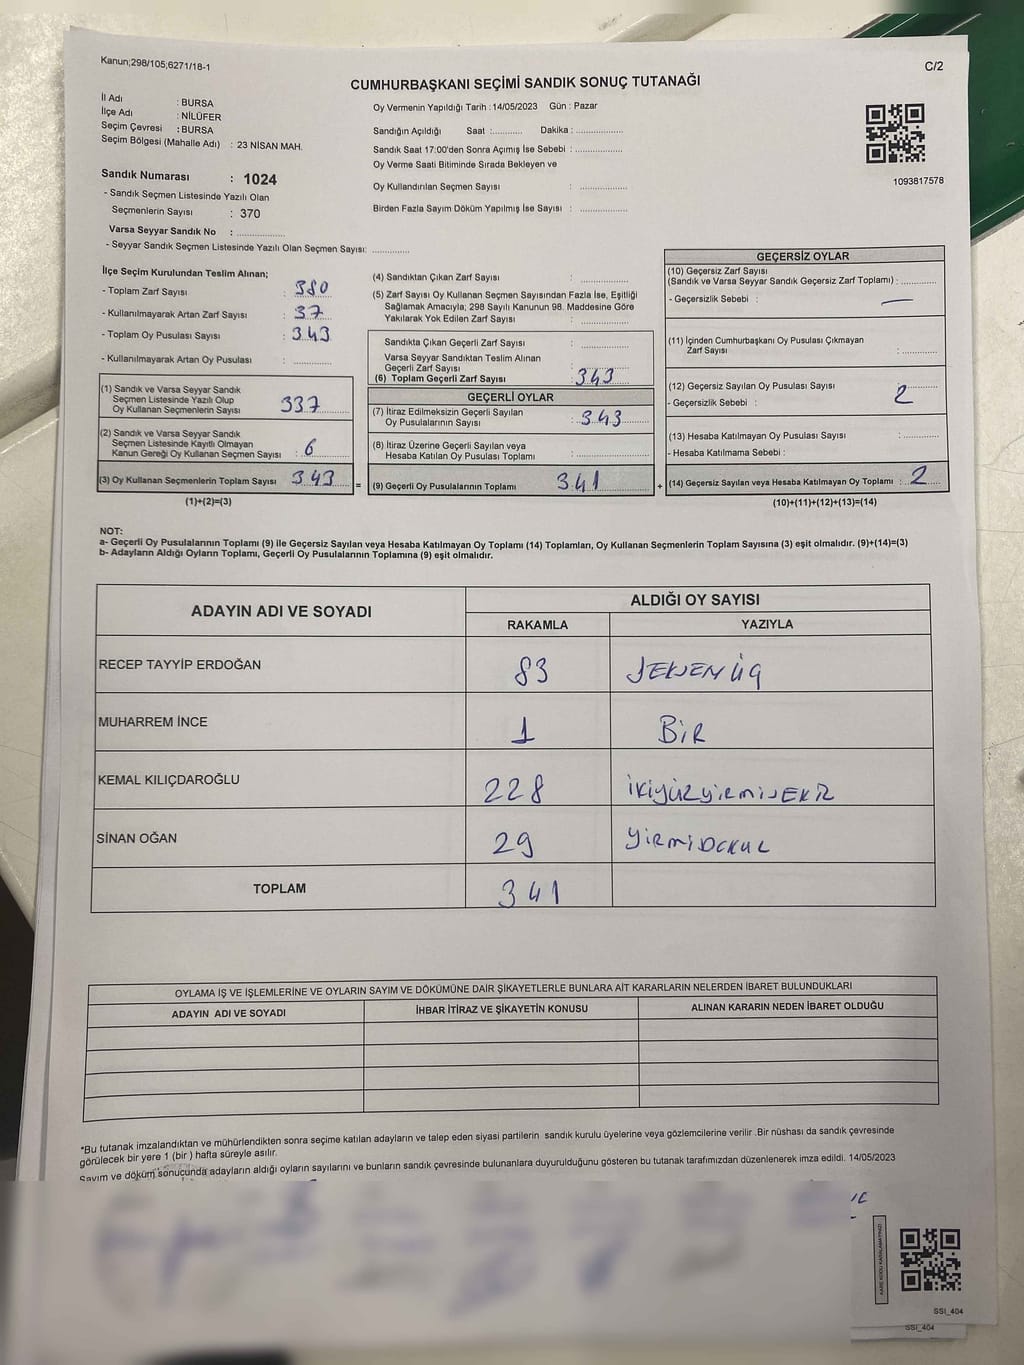 Kanun;298/105;6271/18-1
C/2
CUMHURBAŞKANI SEÇİMİ SANDIK SONUÇ TUTANAĞI
İl Adı : BURSA
İlçe Adı : NİLÜFER
Seçim Çevresi : BURSA
Seçim Bölgesi (Mahalle Adı) : 23 NİSAN MAH.
Sandık Numarası : 1024
- Sandık Seçmen Listesinde Yazılı Olan
Seçmenlerin Sayısı : 370
Varsa Seyyar Sandık No : ..............
- Seyyar Sandık Seçmen Listesinde Yazılı Olan Seçmen Sayısı: ............
Oy Vermenin Yapıldığı Tarih : 14/05/2023 Gün : Pazar
Sandığın Açıldığı Saat :........... Dakika : ................
Sandık Saat 17:00'den Sonra Açımış İse Sebebi : ................
Oy Verme Saati Bitiminde Sırada Bekleyen ve
Oy Kullandırılan Seçmen Sayısı : ................
Birden Fazla Sayım Döküm Yapılmış İse Sayısı : ................
1093817578
İlçe Seçim Kurulundan Teslim Alınan;
- Toplam Zarf Sayısı : 380
- Kullanılmayarak Artan Zarf Sayısı : 37
- Toplam Oy Pusulası Sayısı : 343
- Kullanılmayarak Artan Oy Pusulası : ............
(1) Sandık ve Varsa Seyyar Sandık
Seçmen Listesinde Yazılı Olup
Oy Kullanan Seçmenlerin Sayısı : 337
(2) Sandık ve Varsa Seyyar Sandık
Seçmen Listesinde Kayıtlı Olmayan
Kanun Gereği Oy Kullanan Seçmen Sayısı : 6
(3) Oy Kullanan Seçmenlerin Toplam Sayısı : 343
(1)+(2)=(3)
=
(4) Sandıktan Çıkan Zarf Sayısı : ................
(5) Zarf Sayısı Oy Kullanan Seçmen Sayısından Fazla İse, Eşitliği
Sağlamak Amacıyla; 298 Sayılı Kanunun 98. Maddesine Göre
Yakılarak Yok Edilen Zarf Sayısı : ................
Sandıkta Çıkan Geçerli Zarf Sayısı : ................
Varsa Seyyar Sandıktan Teslim Alınan
Geçerli Zarf Sayısı : ................
(6) Toplam Geçerli Zarf Sayısı : 343
GEÇERLİ OYLAR
(7) İtiraz Edilmeksizin Geçerli Sayılan
Oy Pusulalarının Sayısı : 343
(8) İtiraz Üzerine Geçerli Sayılan veya
Hesaba Katılan Oy Pusulası Toplamı : ................
(9) Geçerli Oy Pusulalarının Toplamı : 341
+
GEÇERSİZ OYLAR
(10) Geçersiz Zarf Sayısı
(Sandık ve Varsa Seyyar Sandık Geçersiz Zarf Toplamı) : ............
- Geçersizlik Sebebi : —
(11) İçinden Cumhurbaşkanı Oy Pusulası Çıkmayan
Zarf Sayısı : ............
(12) Geçersiz Sayılan Oy Pusulası Sayısı : 2
- Geçersizlik Sebebi :
(13) Hesaba Katılmayan Oy Pusulası Sayısı : ............
- Hesaba Katılmama Sebebi :
(14) Geçersiz Sayılan veya Hesaba Katılmayan Oy Toplamı : 2
(10)+(11)+(12)+(13)=(14)
NOT:
a- Geçerli Oy Pusulalarının Toplamı (9) ile Geçersiz Sayılan veya Hesaba Katılmayan Oy Toplamı (14) Toplamları, Oy Kullanan Seçmenlerin Toplam Sayısına (3) eşit olmalıdır. (9)+(14)=(3)
b- Adayların Aldığı Oyların Toplamı, Geçerli Oy Pusulalarının Toplamına (9) eşit olmalıdır.
ADAYIN ADI VE SOYADI ALDIĞI OY SAYISI
RAKAMLA YAZIYLA
RECEP TAYYİP ERDOĞAN 83 SEKSEN ÜÇ
MUHARREM İNCE 1 BİR
KEMAL KILIÇDAROĞLU 228 İKİYÜZYİRMİSEKİZ
SİNAN OĞAN 29 YİRMİDOKUZ
TOPLAM 341
OYLAMA İŞ VE İŞLEMLERİNE VE OYLARIN SAYIM VE DÖKÜMÜNE DAİR ŞİKAYETLERLE BUNLARA AİT KARARLARIN NELERDEN İBARET BULUNDUKLARI
ADAYIN ADI VE SOYADI İHBAR İTİRAZ VE ŞİKAYETİN KONUSU ALINAN KARARIN NEDEN İBARET OLDUĞU
*Bu tutanak imzalandıktan ve mühürlendikten sonra seçime katılan adayların ve talep eden siyasi partilerin sandık kurulu üyelerine veya gözlemcilerine verilir. Bir nüshası da sandık çevresinde
görülecek bir yere 1 (bir) hafta süreyle asılır.
Sayım ve döküm sonucunda adayların aldığı oyların sayılarını ve bunların sandık çevresinde bulunanlara duyurulduğunu gösteren bu tutanak tarafımızdan düzenlenerek imza edildi. 14/05/2023
SSİ_404
SSİ_404